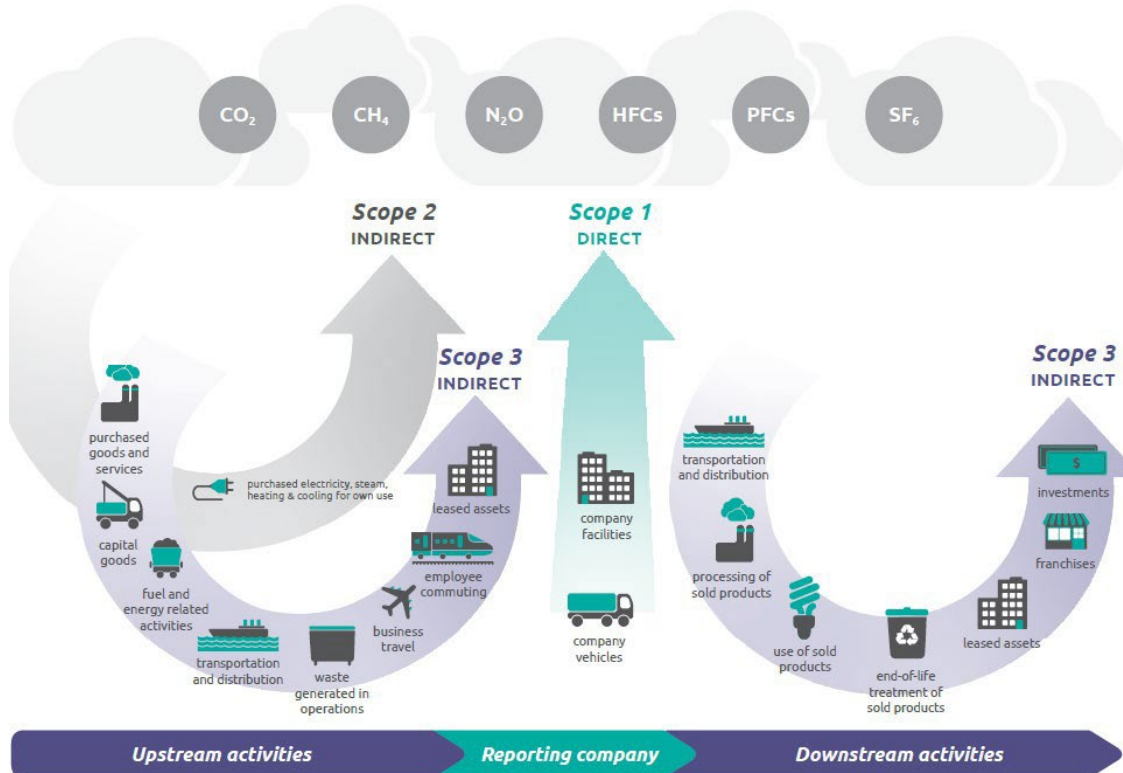 CO₂
CH₄
N₂O
HFCs
PFCs
SF₆
Scope 2
INDIRECT
Scope 1
DIRECT
Scope 3
INDIRECT
Scope 3
INDIRECT
purchased
goods and
services
capital
goods
fuel and
energy related
activities
transportation
and distribution
waste
generated in
operations
business
travel
employee
commuting
leased assets
purchased electricity, steam,
heating & cooling for own use
company
facilities
company
vehicles
transportation
and distribution
processing of
sold products
use of sold
products
end-of-life
treatment of
sold products
leased assets
franchises
$
investments
Upstream activities
Reporting company
Downstream activities